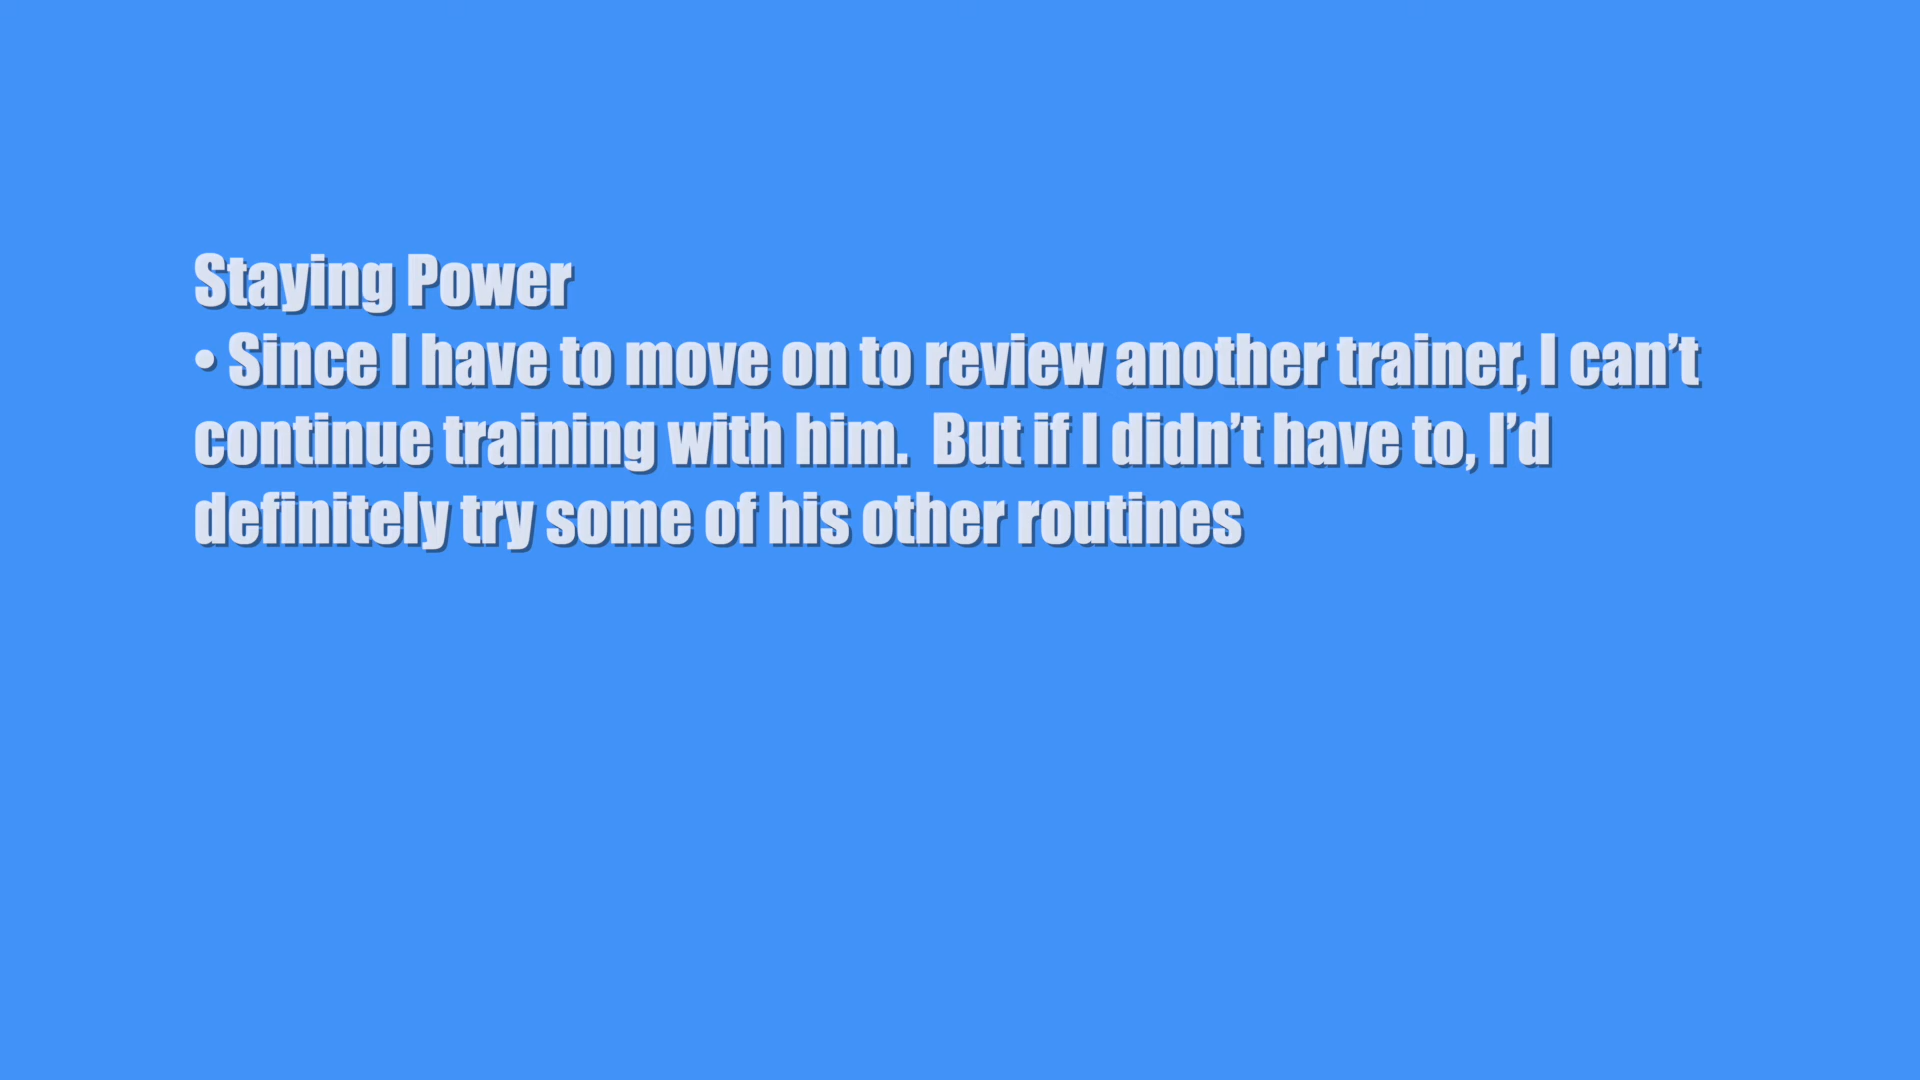 Staying Power
• Since I have to move on to review another trainer, I can’t
continue training with him.  But if I didn’t have to, I’d
definitely try some of his other routines